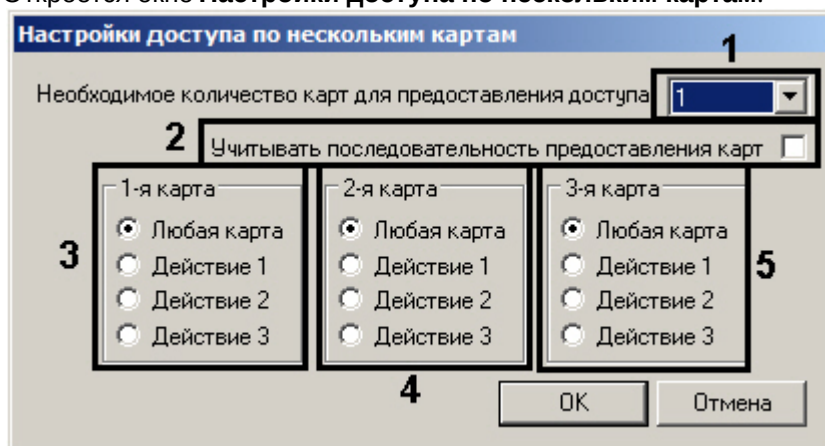 Откроется окно Настройки доступа по нескольким картам.
Настройки доступа по нескольким картам
1
Необходимое количество карт для предоставления доступа 1
2
Учитывать последовательность предоставления карт
1-я карта 2-я карта 3-я карта
Любая карта Любая карта Любая карта
3 Действие 1 Действие 1 Действие 1 5
Действие 2 Действие 2 Действие 2
Действие 3 Действие 3 Действие 3
4
OK Отмена